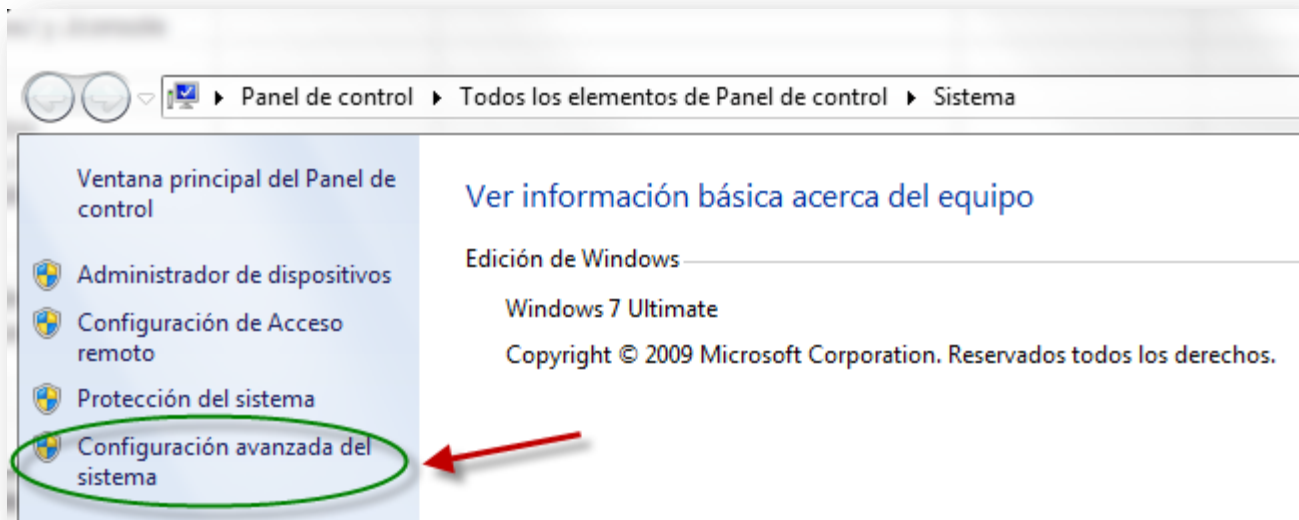 Panel de control Todos los elementos de Panel de control Sistema
Ventana principal del Panel de
control
Administrador de dispositivos
Configuración de Acceso
remoto
Protección del sistema
Configuración avanzada del
sistema
Ver información básica acerca del equipo
Edición de Windows
Windows 7 Ultimate
Copyright © 2009 Microsoft Corporation. Reservados todos los derechos.